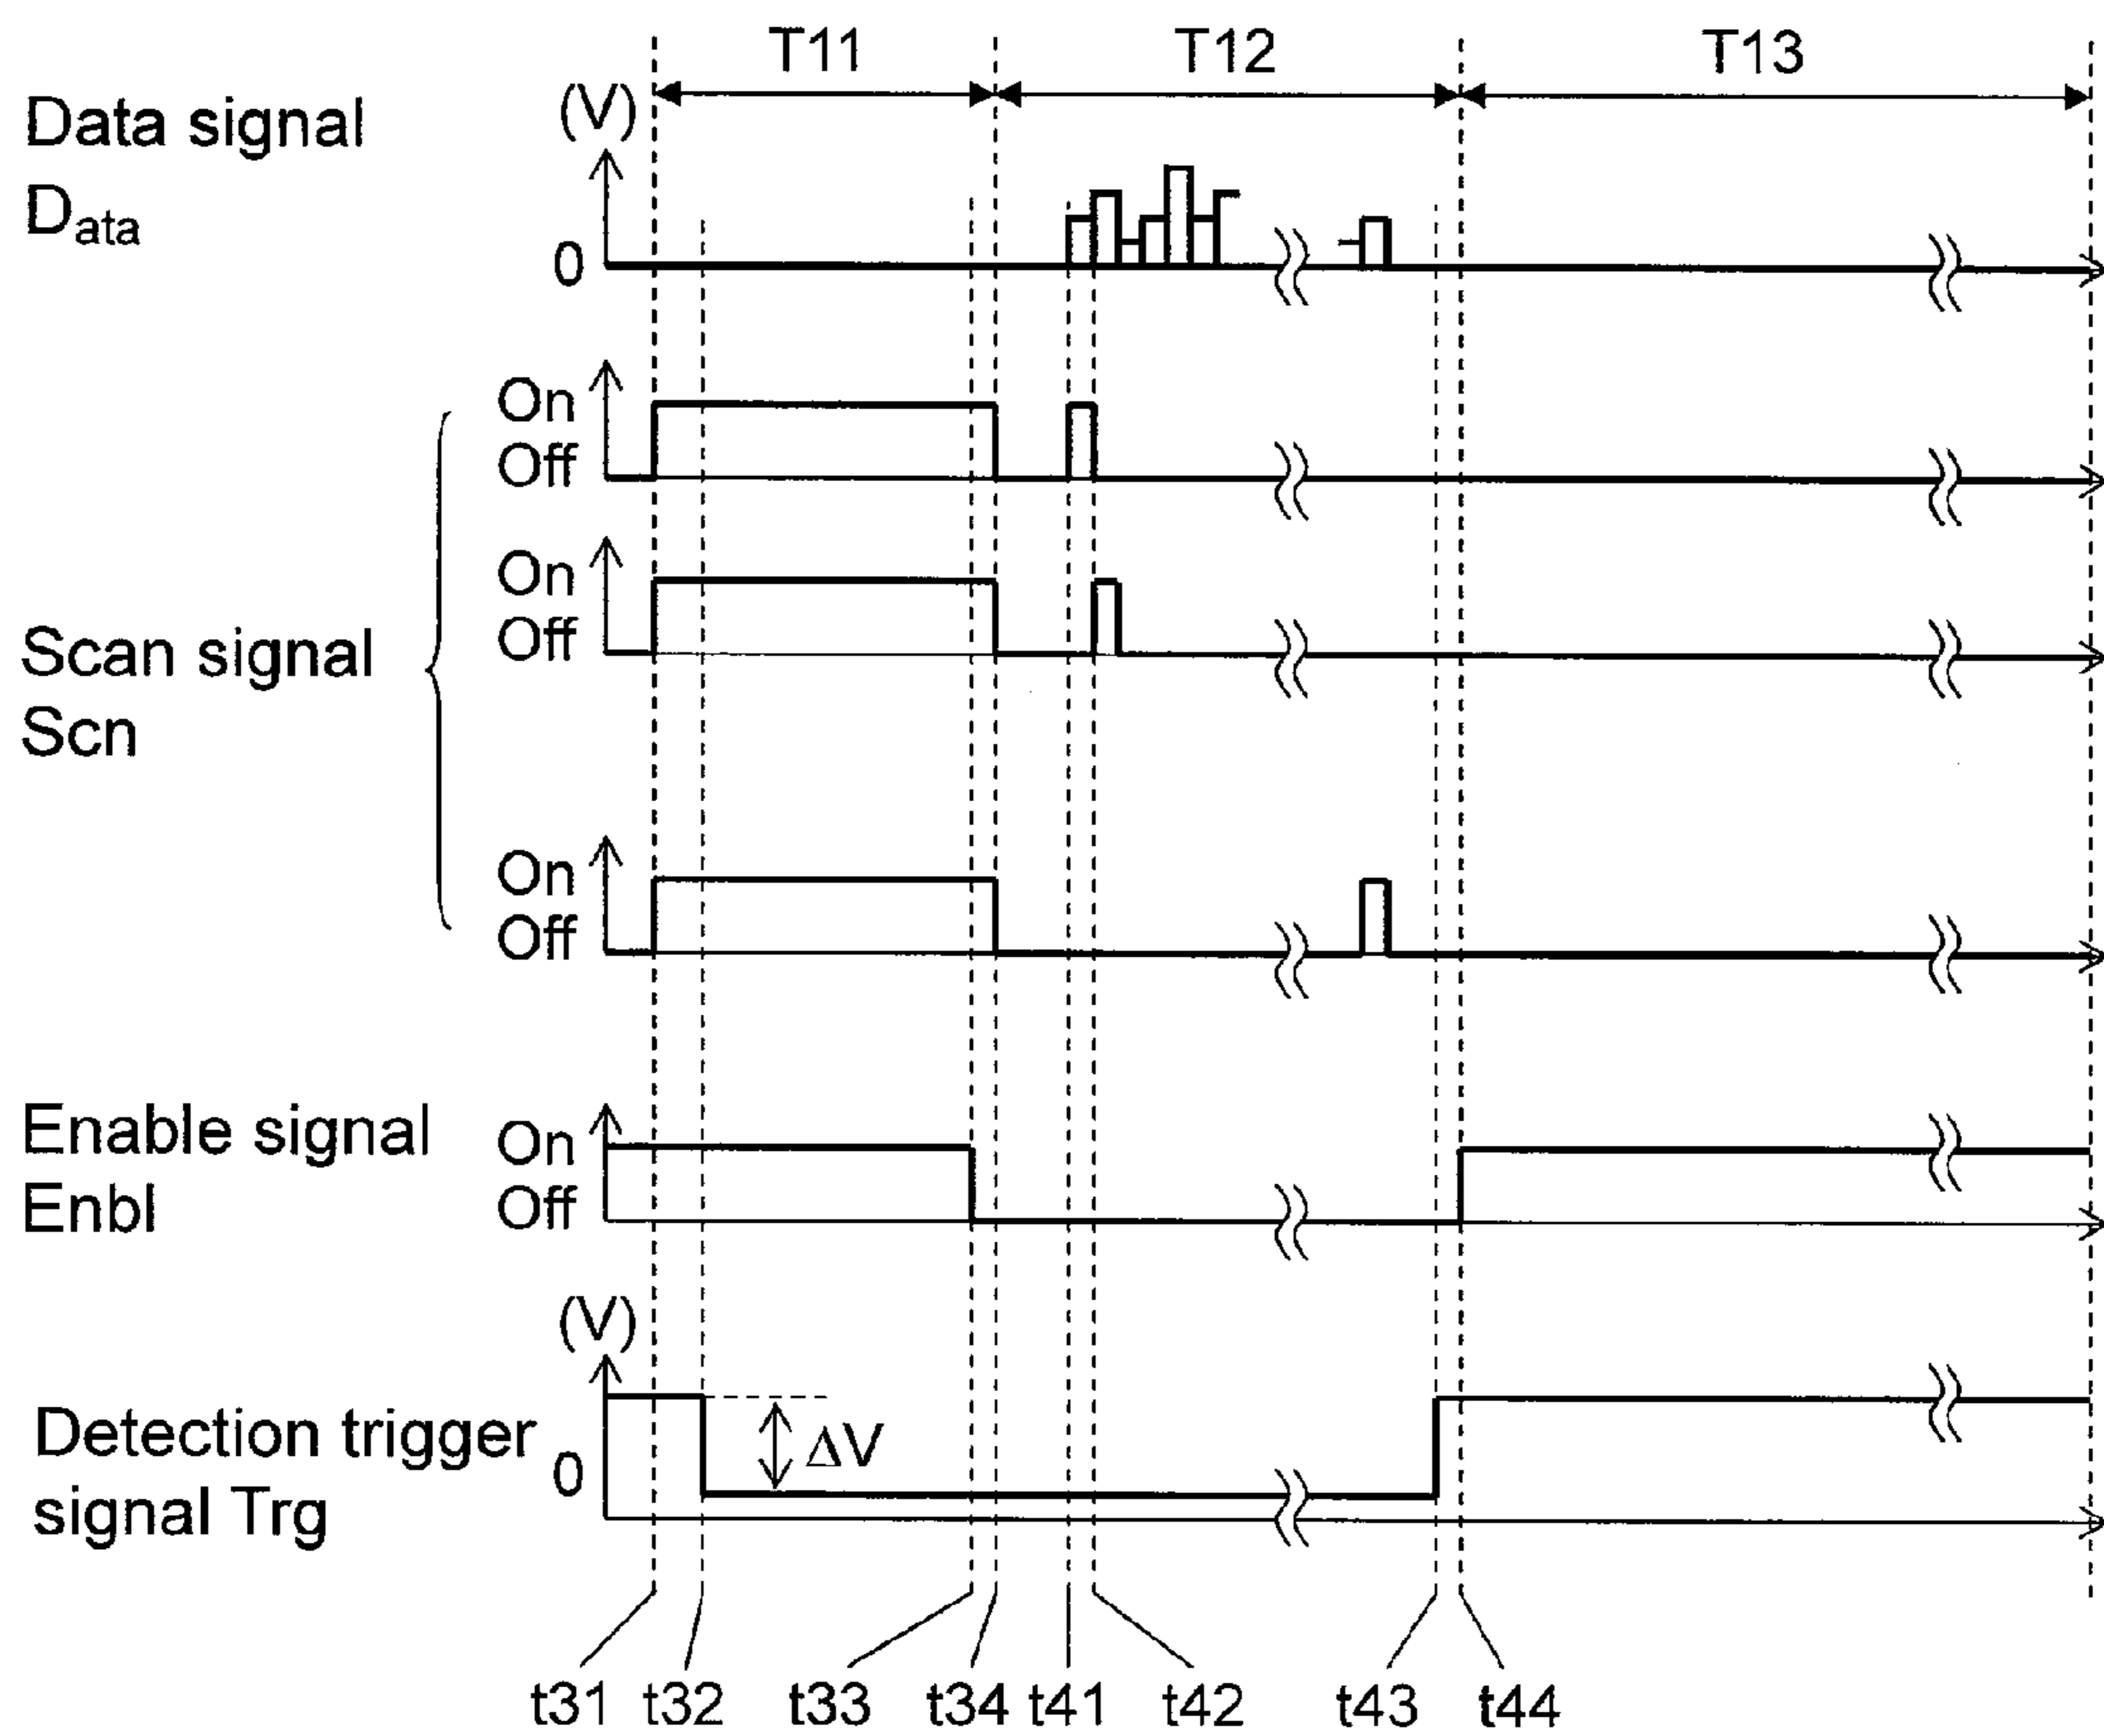 T11 T12 T13
Data signal
Data
(V)
0
On
Off
On
Off
Scan signal
Scn
On
Off
Enable signal
Enbl
On
Off
(V)
Detection trigger
signal Trg
0
ΔV
t31 t32 t33 t34 t41 t42 t43 t44